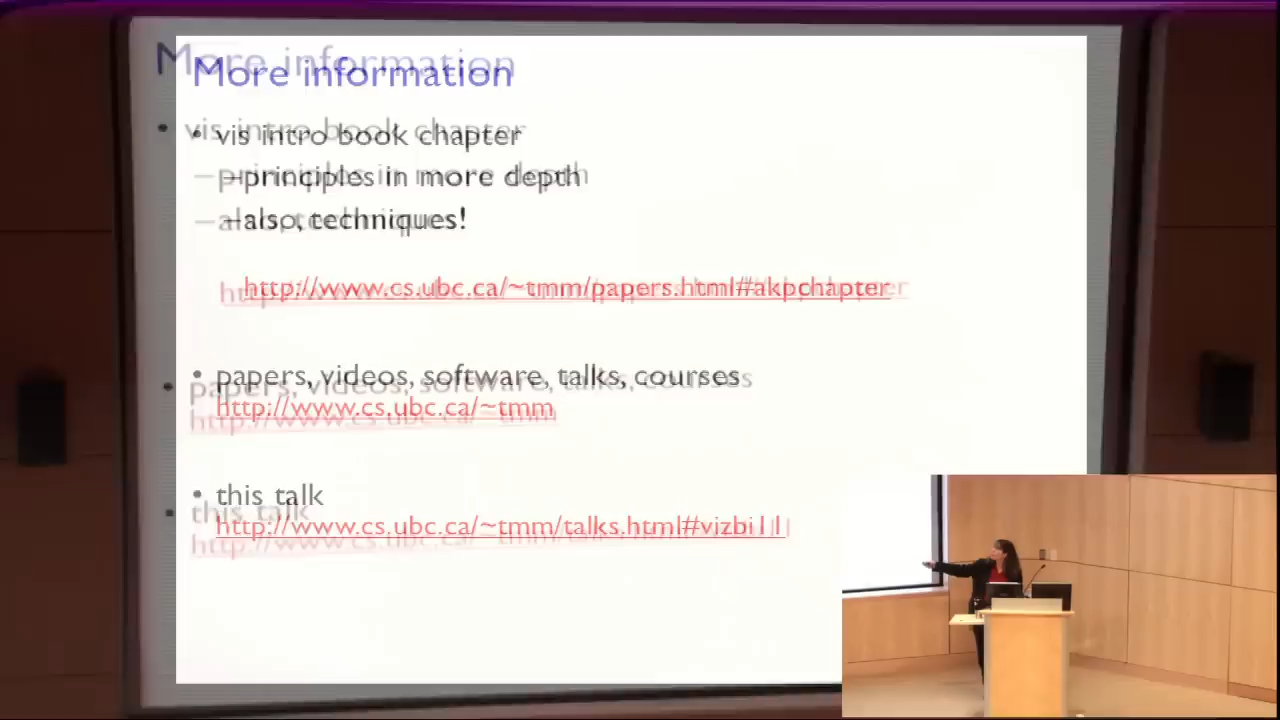 More information
• vis intro book chapter
–principles in more depth
–also, techniques!
http://www.cs.ubc.ca/~tmm/papers.html#akpchapter
• papers, videos, software, talks, courses
http://www.cs.ubc.ca/~tmm
• this talk
http://www.cs.ubc.ca/~tmm/talks.html#vizbi11